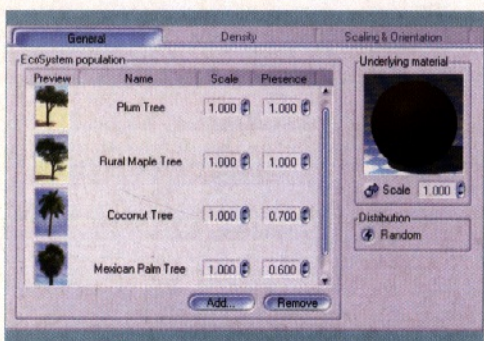 General Density Scaling & Orientation
EcoSystem population
Preview Name Scale Presence
Plum Tree 1.000 1.000
Rural Maple Tree 1.000 1.000
Coconut Tree 1.000 0.700
Mexican Palm Tree 1.000 0.600
Add... Remove
Underlying material
Scale 1.000
Distribution
Random